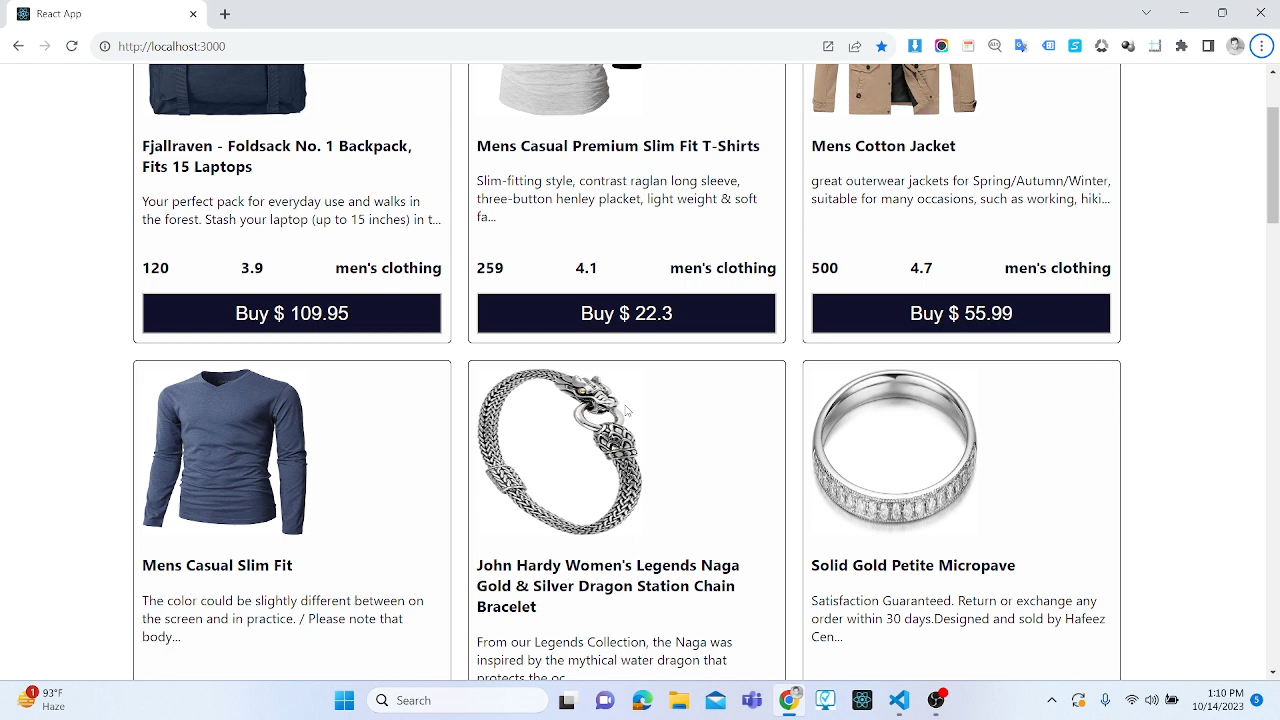 React App
http://localhost:3000
Fjallraven - Foldsack No. 1 Backpack,
Fits 15 Laptops
Your perfect pack for everyday use and walks in
the forest. Stash your laptop (up to 15 inches) in t...
120 3.9 men's clothing
Buy $ 109.95
Mens Casual Premium Slim Fit T-Shirts
Slim-fitting style, contrast raglan long sleeve,
three-button henley placket, light weight & soft
fa...
259 4.1 men's clothing
Buy $ 22.3
Mens Cotton Jacket
great outerwear jackets for Spring/Autumn/Winter,
suitable for many occasions, such as working, hiki...
500 4.7 men's clothing
Buy $ 55.99
Mens Casual Slim Fit
The color could be slightly different between on
the screen and in practice. / Please note that
body...
John Hardy Women's Legends Naga
Gold & Silver Dragon Station Chain
Bracelet
From our Legends Collection, the Naga was
inspired by the mythical water dragon that
protects the oc
Solid Gold Petite Micropave
Satisfaction Guaranteed. Return or exchange any
order within 30 days.Designed and sold by Hafeez
Cen...
1
93°F
Haze
Search
1:10 PM
10/14/2023
5